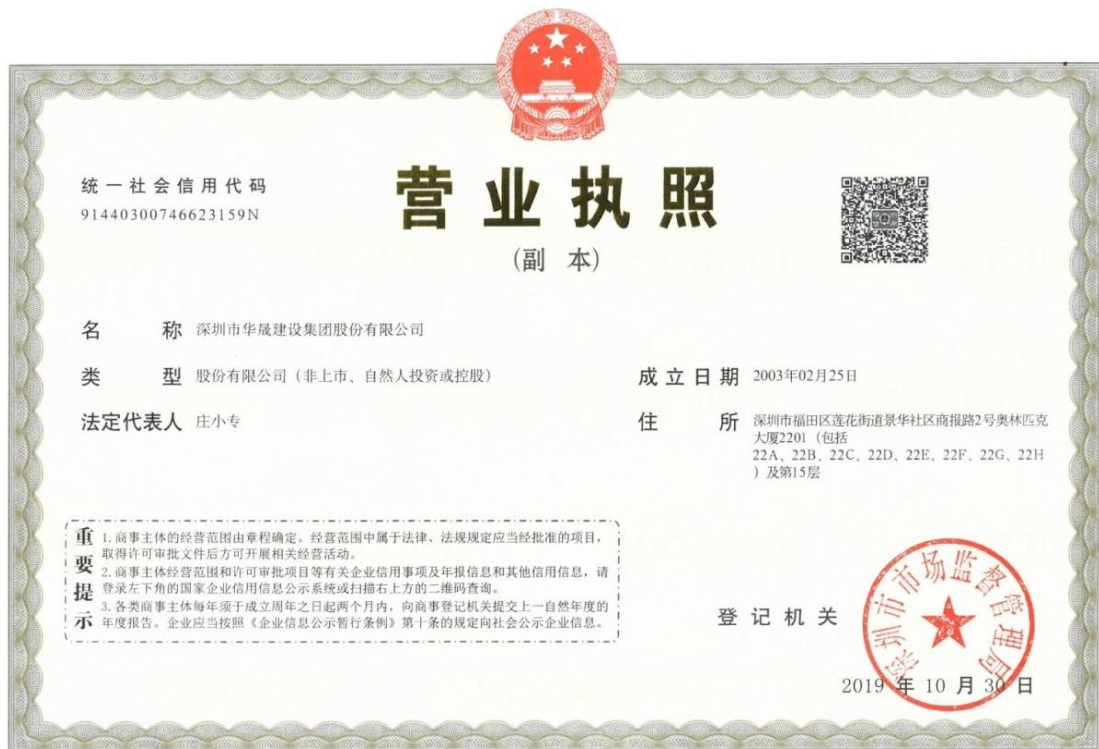 统一社会信用代码
91440300746623159N
营业执照
(副 本)
名 称 深圳市华晟建设集团股份有限公司
类 型 股份有限公司（非上市、自然人投资或控股）
法定代表人 庄小专
成立日期 2003年02月25日
住 所 深圳市福田区莲花街道景华社区商报路2号奥林匹克
大厦2201（包括
22A、22B、22C、22D、22E、22F、22G、22H
）及第15层
重要提示
1. 商事主体的经营范围由章程确定。经营范围中属于法律、法规规定应当经批准的项目，
取得许可审批文件后方可开展相关经营活动。
2. 商事主体经营范围和许可审批项目等有关企业信用事项及年报信息和其他信用信息，请
登录左下角的国家企业信用信息公示系统或扫描右上方的二维码查询。
3. 各类商事主体每年须于成立周年之日起两个月内，向商事登记机关提交上一自然年度的
年度报告。企业应当按照《企业信息公示暂行条例》第十条的规定向社会公示企业信息。
登记机关
深圳市市场监督管理局
2019 年 10 月 30 日